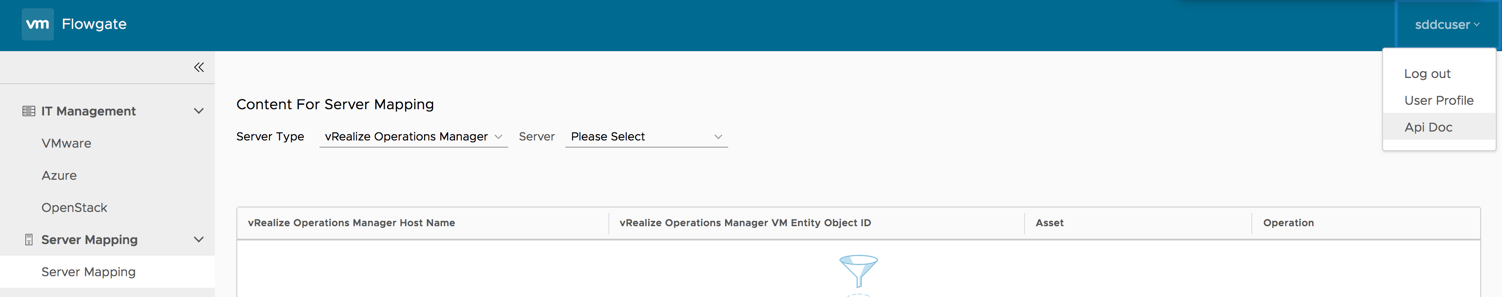 vm Flowgate
sddcuser
Log out
User Profile
Api Doc
IT Management
VMware
Azure
OpenStack
Server Mapping
Server Mapping
Content For Server Mapping
Server Type vRealize Operations Manager Server Please Select
vRealize Operations Manager Host Name vRealize Operations Manager VM Entity Object ID Asset Operation